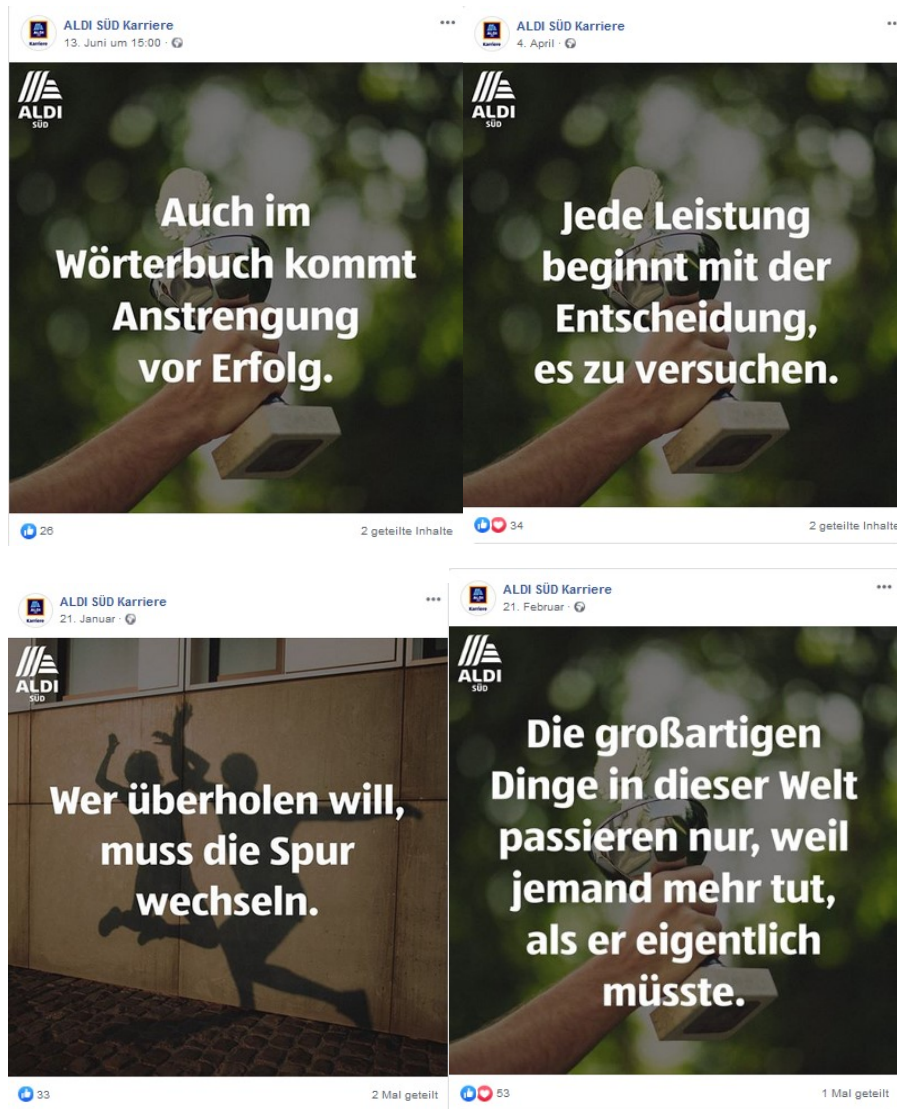 ALDI SÜD Karriere
13. Juni um 15:00 ·
ALDI
SÜD
Auch im
Wörterbuch kommt
Anstrengung
vor Erfolg.
26
2 geteilte Inhalte
ALDI SÜD Karriere
4. April ·
ALDI
SÜD
Jede Leistung
beginnt mit der
Entscheidung,
es zu versuchen.
34
2 geteilte Inhalte
ALDI SÜD Karriere
21. Januar ·
ALDI
SÜD
Wer überholen will,
muss die Spur
wechseln.
33
2 Mal geteilt
ALDI SÜD Karriere
21. Februar ·
ALDI
SÜD
Die großartigen
Dinge in dieser Welt
passieren nur, weil
jemand mehr tut,
als er eigentlich
müsste.
53
1 Mal geteilt